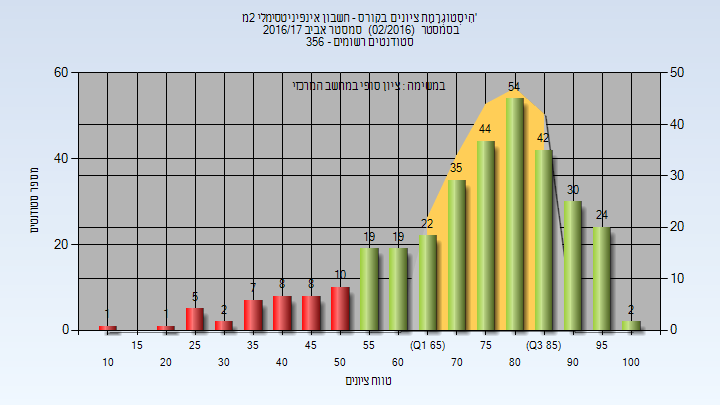 היסטוגרמת ציונים בקורס - חשבון אינפיניטסימלי 2מ'
בסמסטר (02/2016) סמסטר אביב 2016/17
סטודנטים רשומים - 356
במשימה : ציון סופי במחשב המרכזי
60 50
40 40
30
20 20
10
0 0
1 1 5 2 7 8 8 10 19 19 22 35 44 54 42 30 24 2
מספר סטודנטים
15 25 35 45 55 (Q1 65) 75 (Q3 85) 95
10 20 30 40 50 60 70 80 90 100
טווח ציונים